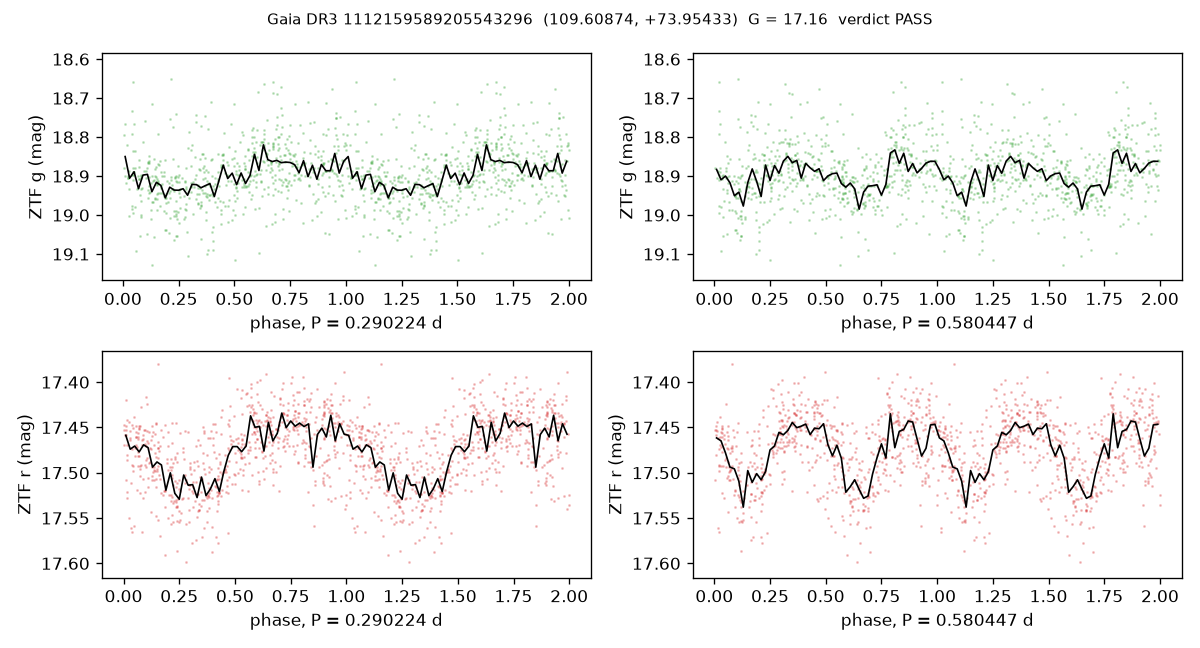 Gaia DR3 1112159589205543296 (109.60874, +73.95433) G = 17.16 verdict PASS
ZTF g (mag)
18.6
18.7
18.8
18.9
19.0
19.1
0.00 0.25 0.50 0.75 1.00 1.25 1.50 1.75 2.00
phase, P = 0.290224 d
ZTF g (mag)
18.6
18.7
18.8
18.9
19.0
19.1
0.00 0.25 0.50 0.75 1.00 1.25 1.50 1.75 2.00
phase, P = 0.580447 d
ZTF r (mag)
17.40
17.45
17.50
17.55
17.60
0.00 0.25 0.50 0.75 1.00 1.25 1.50 1.75 2.00
phase, P = 0.290224 d
ZTF r (mag)
17.40
17.45
17.50
17.55
17.60
0.00 0.25 0.50 0.75 1.00 1.25 1.50 1.75 2.00
phase, P = 0.580447 d